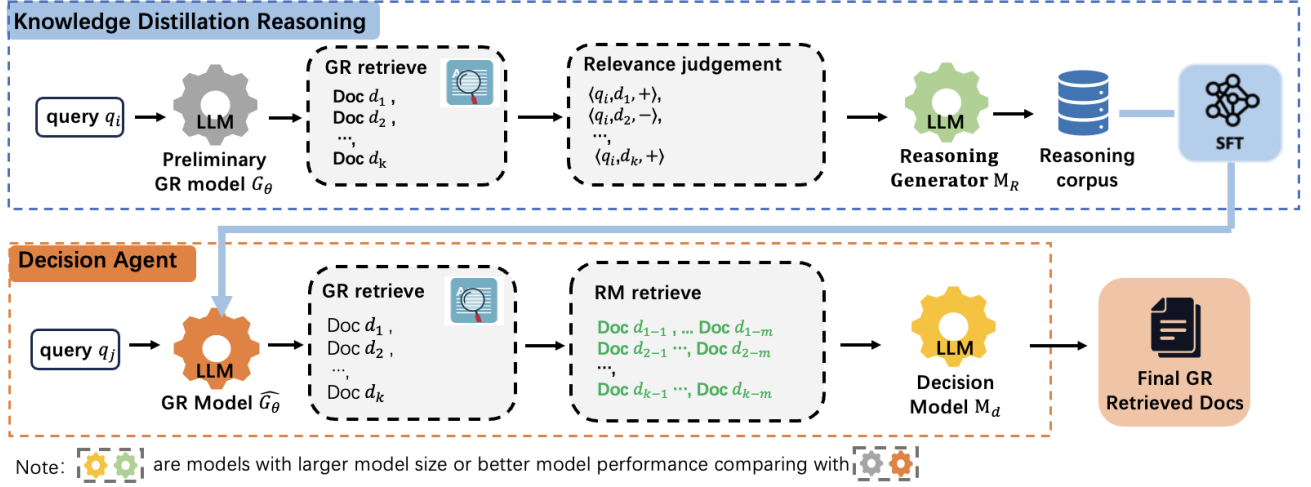 Knowledge Distillation Reasoning
query qᵢ
LLM
Preliminary
GR model G_θ
GR retrieve
Doc d₁ ,
Doc d₂ ,
...,
Doc dₖ
Relevance judgement
⟨qᵢ,d₁,+⟩,
⟨qᵢ,d₂,−⟩,
...,
⟨qᵢ,dₖ,+⟩
LLM
Reasoning
Generator M_R
Reasoning
corpus
SFT
Decision Agent
query qⱼ
LLM
GR Model Ĝ_θ
GR retrieve
Doc d₁ ,
Doc d₂ ,
...,
Doc dₖ
RM retrieve
Doc d₁₋₁ , ... Doc d₁₋ₘ
Doc d₂₋₁ ..., Doc d₂₋ₘ
...,
Doc dₖ₋₁ ..., Doc dₖ₋ₘ
LLM
Decision
Model M_d
Final GR
Retrieved Docs
Note: are models with larger model size or better model performance comparing with